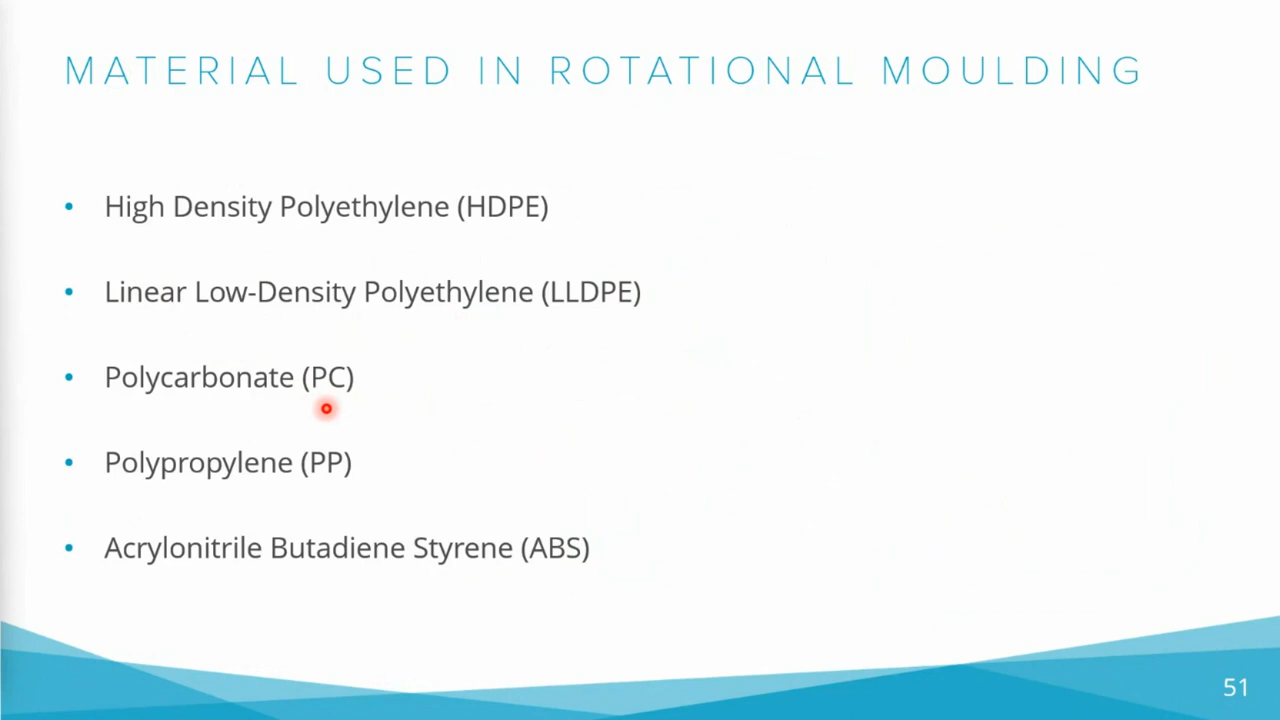 MATERIAL USED IN ROTATIONAL MOULDING
• High Density Polyethylene (HDPE)
• Linear Low-Density Polyethylene (LLDPE)
• Polycarbonate (PC)
• Polypropylene (PP)
• Acrylonitrile Butadiene Styrene (ABS)
51